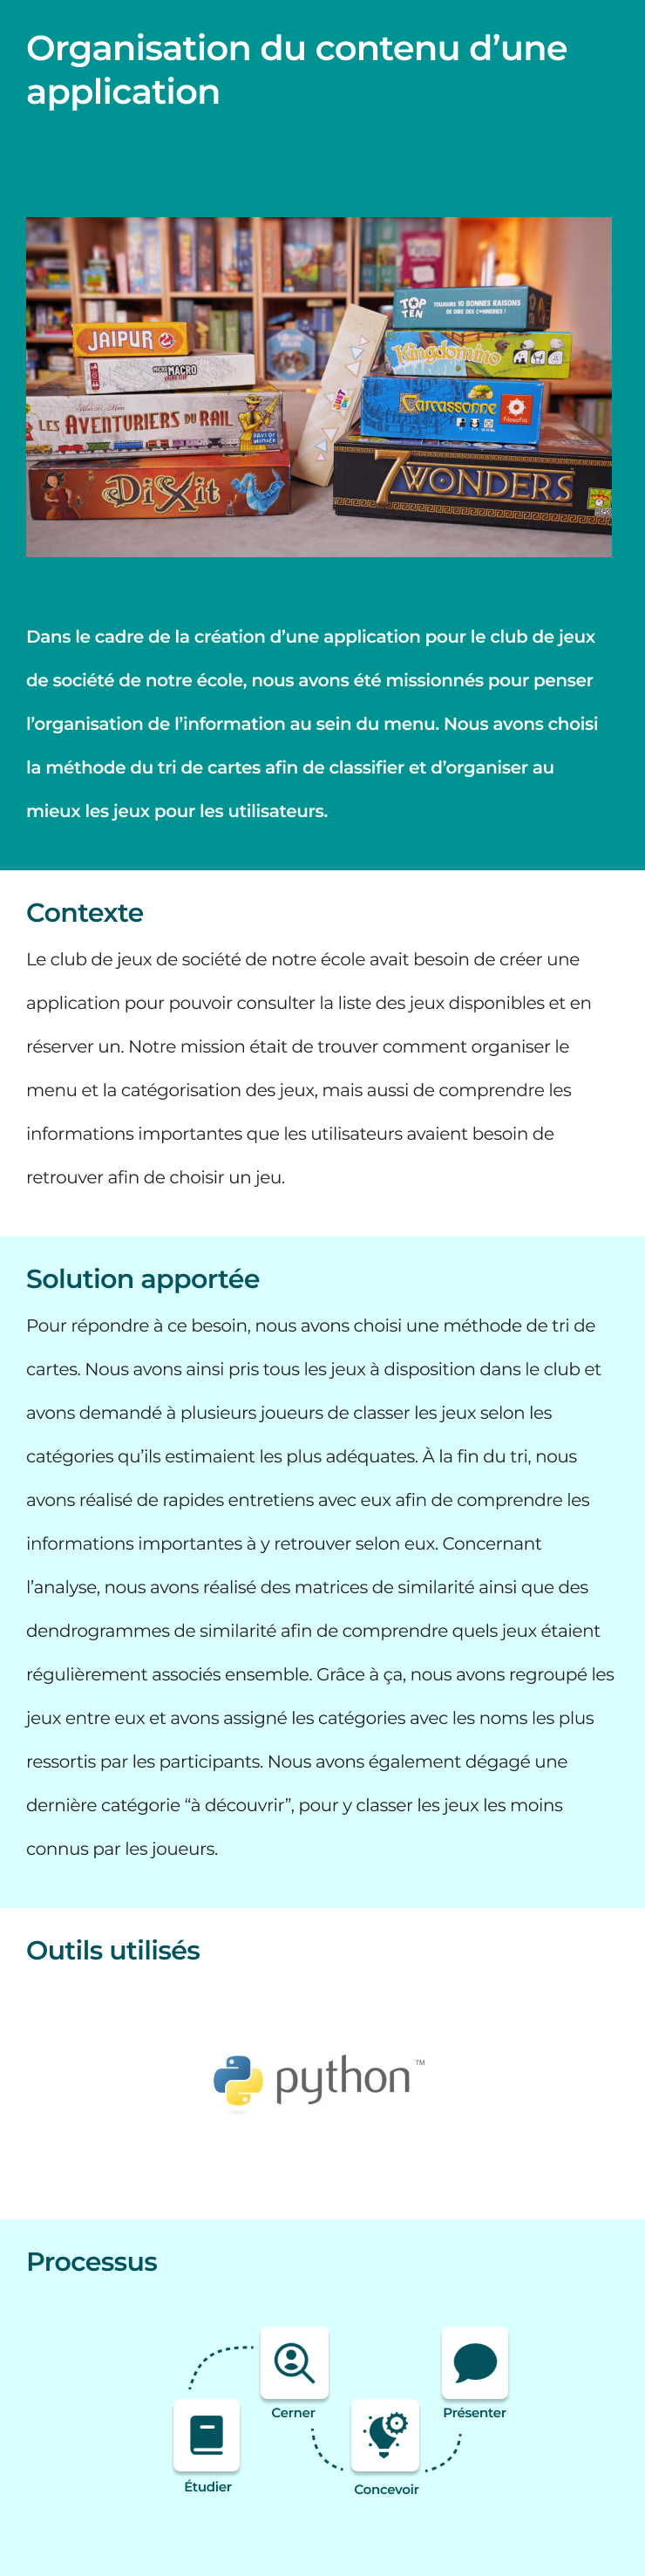 Organisation du contenu d’une
application
JAIPUR
MICRO MACRO
LES AVENTURIERS DU RAIL
DiXit
JUST
TOP
TEN
TOUJOURS 10 BONNES RAISONS
DE DIRE DES C*NNERIES !
Kingdomino
Carcassonne
filosofia
7 WONDERS
Dans le cadre de la création d’une application pour le club de jeux
de société de notre école, nous avons été missionnés pour penser
l’organisation de l’information au sein du menu. Nous avons choisi
la méthode du tri de cartes afin de classifier et d’organiser au
mieux les jeux pour les utilisateurs.
Contexte
Le club de jeux de société de notre école avait besoin de créer une
application pour pouvoir consulter la liste des jeux disponibles et en
réserver un. Notre mission était de trouver comment organiser le
menu et la catégorisation des jeux, mais aussi de comprendre les
informations importantes que les utilisateurs avaient besoin de
retrouver afin de choisir un jeu.
Solution apportée
Pour répondre à ce besoin, nous avons choisi une méthode de tri de
cartes. Nous avons ainsi pris tous les jeux à disposition dans le club et
avons demandé à plusieurs joueurs de classer les jeux selon les
catégories qu’ils estimaient les plus adéquates. À la fin du tri, nous
avons réalisé de rapides entretiens avec eux afin de comprendre les
informations importantes à y retrouver selon eux. Concernant
l’analyse, nous avons réalisé des matrices de similarité ainsi que des
dendrogrammes de similarité afin de comprendre quels jeux étaient
régulièrement associés ensemble. Grâce à ça, nous avons regroupé les
jeux entre eux et avons assigné les catégories avec les noms les plus
ressortis par les participants. Nous avons également dégagé une
dernière catégorie “à découvrir”, pour y classer les jeux les moins
connus par les joueurs.
Outils utilisés
python™
Processus
Cerner
Présenter
Étudier
Concevoir